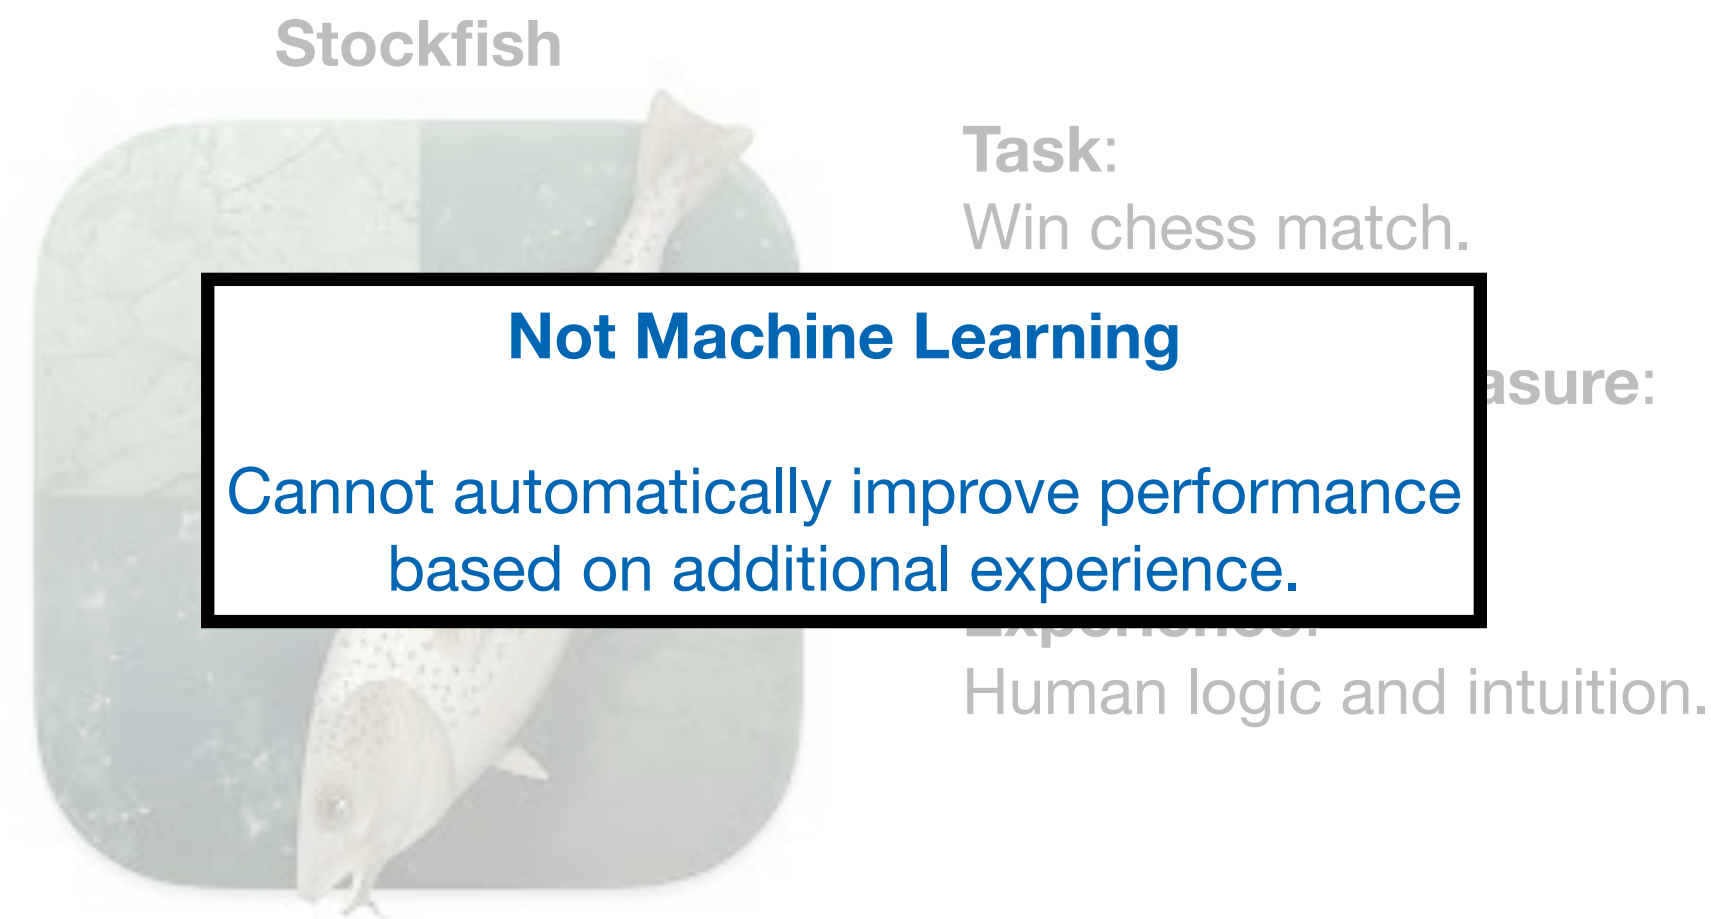 Stockfish
Task:
Win chess match.
Not Machine Learning
asure:
Cannot automatically improve performance
based on additional experience.
Experience:
Human logic and intuition.